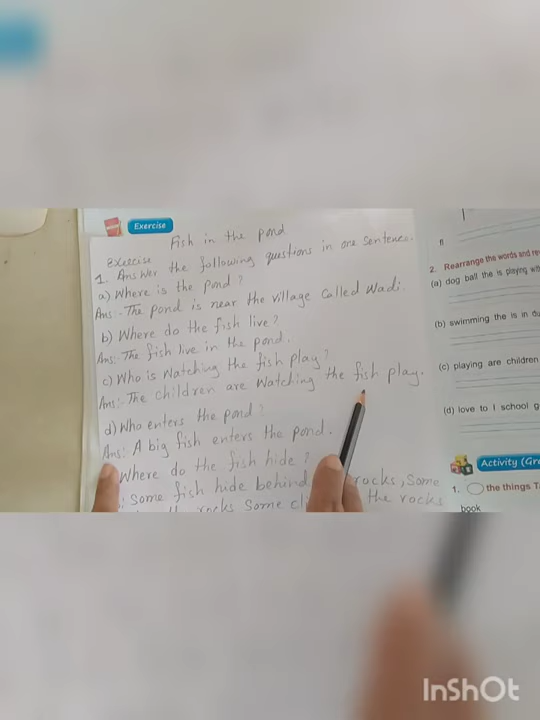 Exercise
Fish in the pond
Exercise
1. Answer the following questions in one sentence.
a) Where is the pond?
Ans:- The pond is near the village called Wadi.
b) Where do the fish live?
Ans: The fish live in the pond.
c) Who is watching the fish play?
Ans:- The children are watching the fish play.
d) Who enters the pond?
Ans: A big fish enters the pond.
Where do the fish hide?
: Some fish hide behind rocks, Some
rocks Some the rocks
fl
2. Rearrange the words and
(a) dog ball the is playing
(b) swimming the is in
(c) playing are children
(d) love to I school
Activity
1. the things
book
InShOt